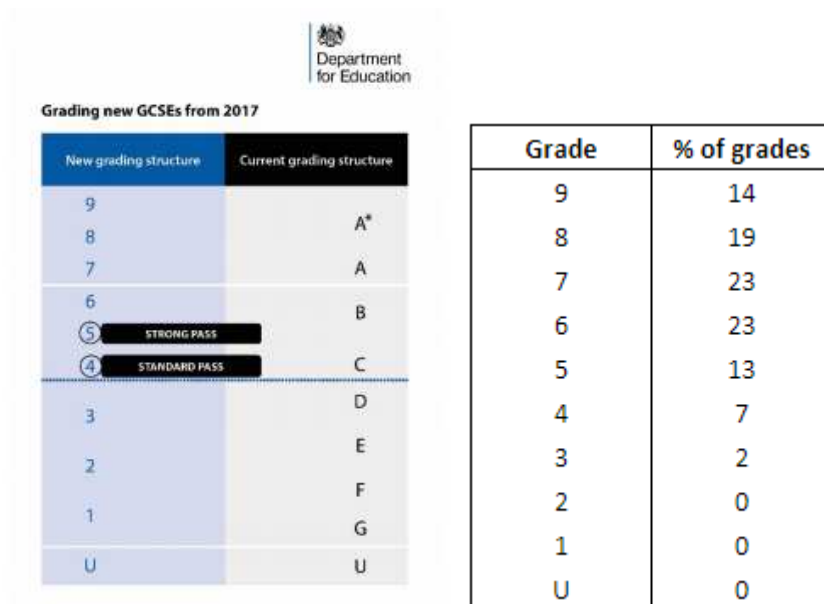 Department
for Education
Grading new GCSEs from 2017
New grading structure Current grading structure
9
A*
8
7 A
6
B
5 STRONG PASS
4 STANDARD PASS C
D
3
E
2
F
1
G
U U
Grade % of grades
9 14
8 19
7 23
6 23
5 13
4 7
3 2
2 0
1 0
U 0